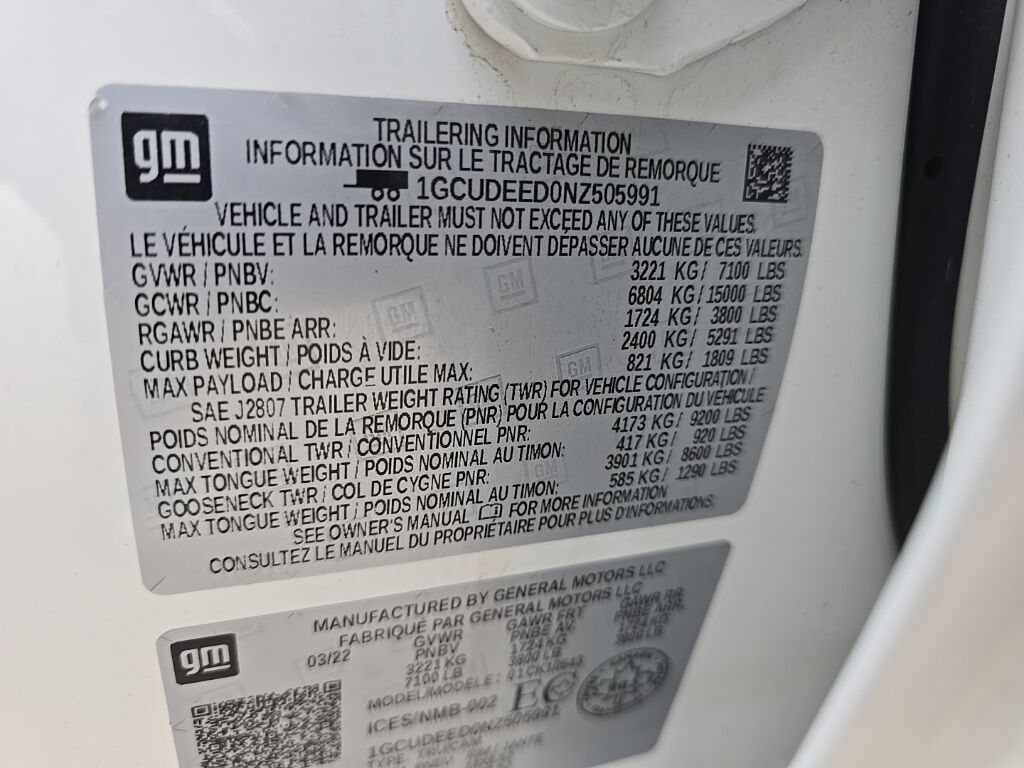 gm
TRAILERING INFORMATION
INFORMATION SUR LE TRACTAGE DE REMORQUE
1GCUDEED0NZ505991
VEHICLE AND TRAILER MUST NOT EXCEED ANY OF THESE VALUES.
LE VÉHICULE ET LA REMORQUE NE DOIVENT DÉPASSER AUCUNE DE CES VALEURS.
GVWR / PNBV: 3221 KG / 7100 LBS
GCWR / PNBC: 6804 KG / 15000 LBS
RGAWR / PNBE ARR: 1724 KG / 3800 LBS
CURB WEIGHT / POIDS À VIDE: 2400 KG / 5291 LBS
MAX PAYLOAD / CHARGE UTILE MAX: 821 KG / 1809 LBS
SAE J2807 TRAILER WEIGHT RATING (TWR) FOR VEHICLE CONFIGURATION /
POIDS NOMINAL DE LA REMORQUE (PNR) POUR LA CONFIGURATION DU VÉHICULE
CONVENTIONAL TWR / CONVENTIONNEL PNR: 4173 KG / 9200 LBS
MAX TONGUE WEIGHT / POIDS NOMINAL AU TIMON: 417 KG / 920 LBS
GOOSENECK TWR / COL DE CYGNE PNR: 3901 KG / 8600 LBS
MAX TONGUE WEIGHT / POIDS NOMINAL AU TIMON: 585 KG / 1290 LBS
SEE OWNER'S MANUAL FOR MORE INFORMATION
CONSULTEZ LE MANUEL DU PROPRIÉTAIRE POUR PLUS D'INFORMATIONS.
GM
GM
GM
GM
gm
MANUFACTURED BY GENERAL MOTORS LLC
FABRIQUÉ PAR GENERAL MOTORS LLC
03/22
GVWR GAWR FRT GAWR RR
PNBV PNBE AV. PNBE ARR.
3221 KG 1724 KG 1724 KG
7100 LB 3800 LB 3800 LB
MODEL/MODÈLE:
ICES/NMB-002 EC
1GCUDEED0NZ505991